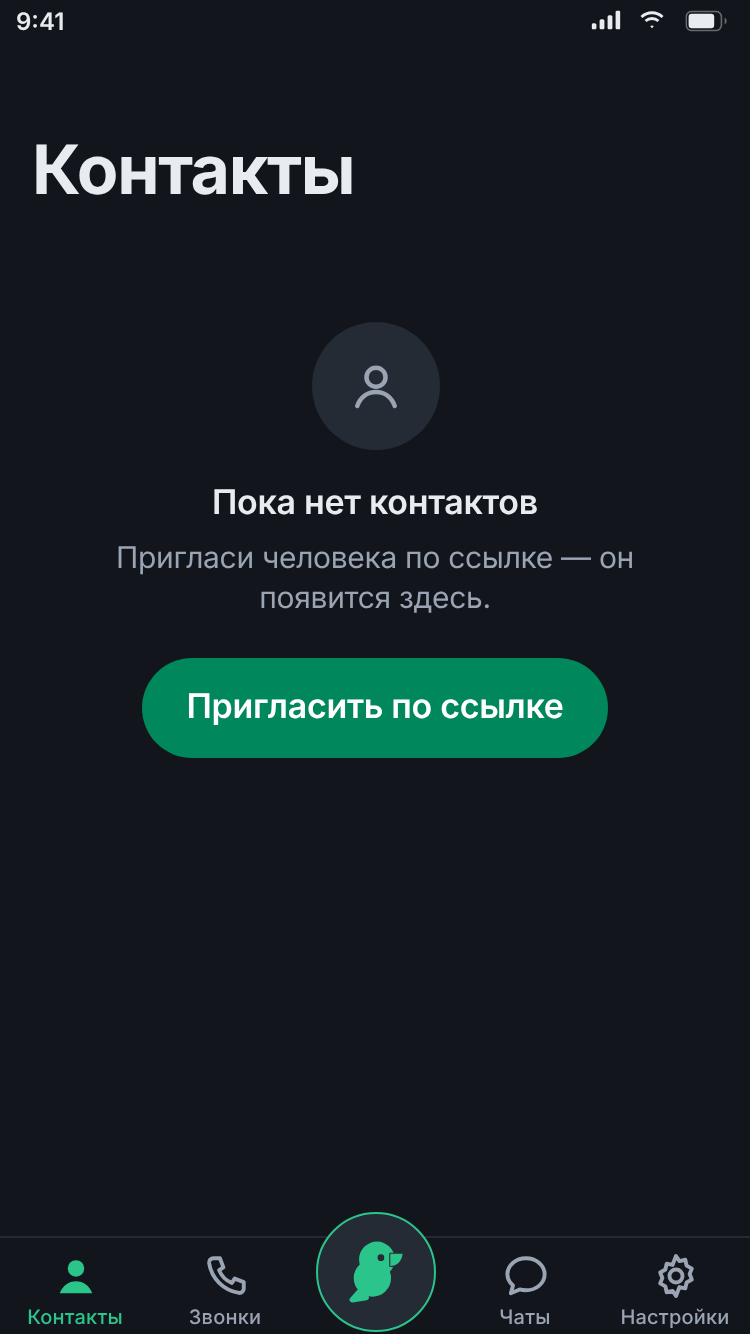 9:41
Контакты
Пока нет контактов
Пригласи человека по ссылке — он
появится здесь.
Пригласить по ссылке
Контакты
Звонки
Чаты
Настройки